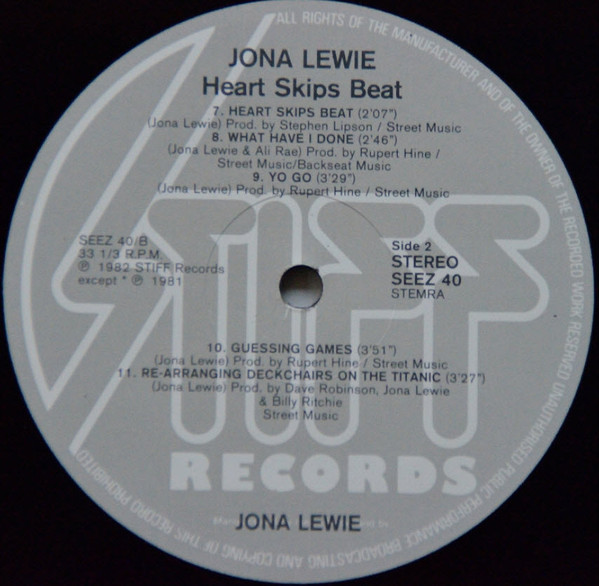 ALL RIGHTS OF THE MANUFACTURER AND OF THE OWNER OF THE RECORDED WORK RESERVED UNAUTHORISED PUBLIC PERFORMANCE BROADCASTING AND COPYING OF THIS RECORD PROHIBITED
JONA LEWIE
Heart Skips Beat
7. HEART SKIPS BEAT (2'07")
(Jona Lewie) Prod. by Stephen Lipson / Street Music
8. WHAT HAVE I DONE (2'46")
(Jona Lewie & Ali Rae) Prod. by Rupert Hine /
Street Music/Backseat Music
9. YO GO (3'29")
(Jona Lewie) Prod. by Rupert Hine / Street Music
SEEZ 40/B
33 1/3 R.P.M.
℗ 1982 STIFF Records
except * ℗ 1981
STIFF
Side 2
STEREO
SEEZ 40
STEMRA
10. GUESSING GAMES (3'51")
(Jona Lewie) Prod. by Rupert Hine / Street Music
11. RE-ARRANGING DECKCHAIRS ON THE TITANIC (3'27")
(Jona Lewie) Prod. by Dave Robinson, Jona Lewie
& Billy Ritchie
Street Music
RECORDS
JONA LEWIE